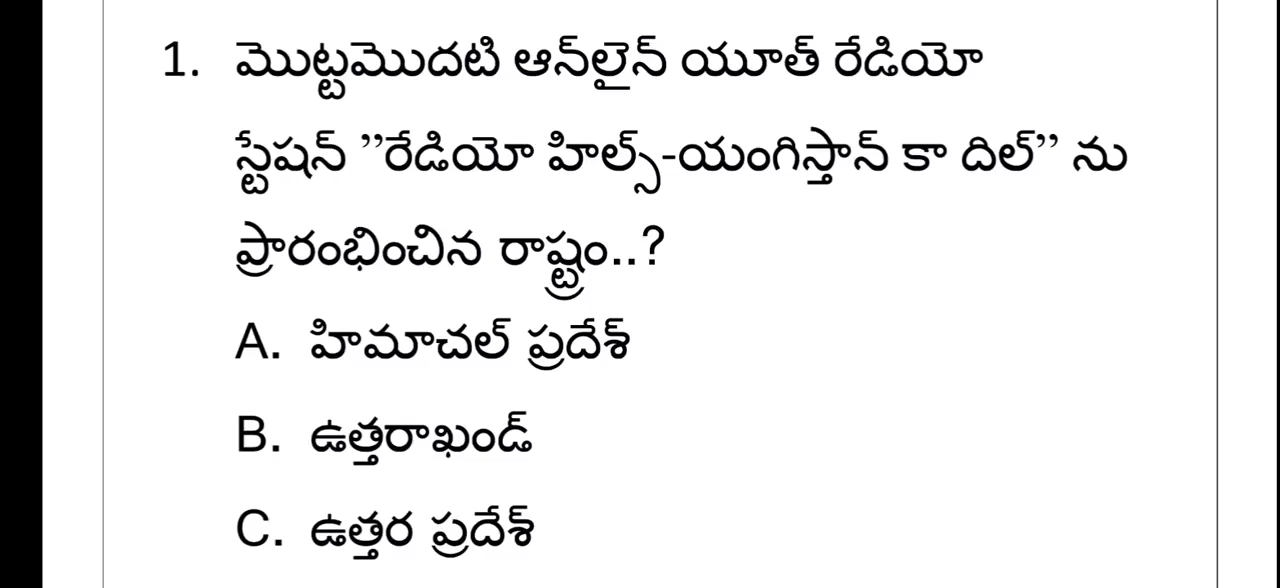 1. మొట్టమొదటి ఆన్‌లైన్ యూత్ రేడియో
స్టేషన్ ”రేడియో హిల్స్-యంగిస్తాన్ కా దిల్” ను
ప్రారంభించిన రాష్ట్రం..?
A. హిమాచల్ ప్రదేశ్
B. ఉత్తరాఖండ్
C. ఉత్తర ప్రదేశ్